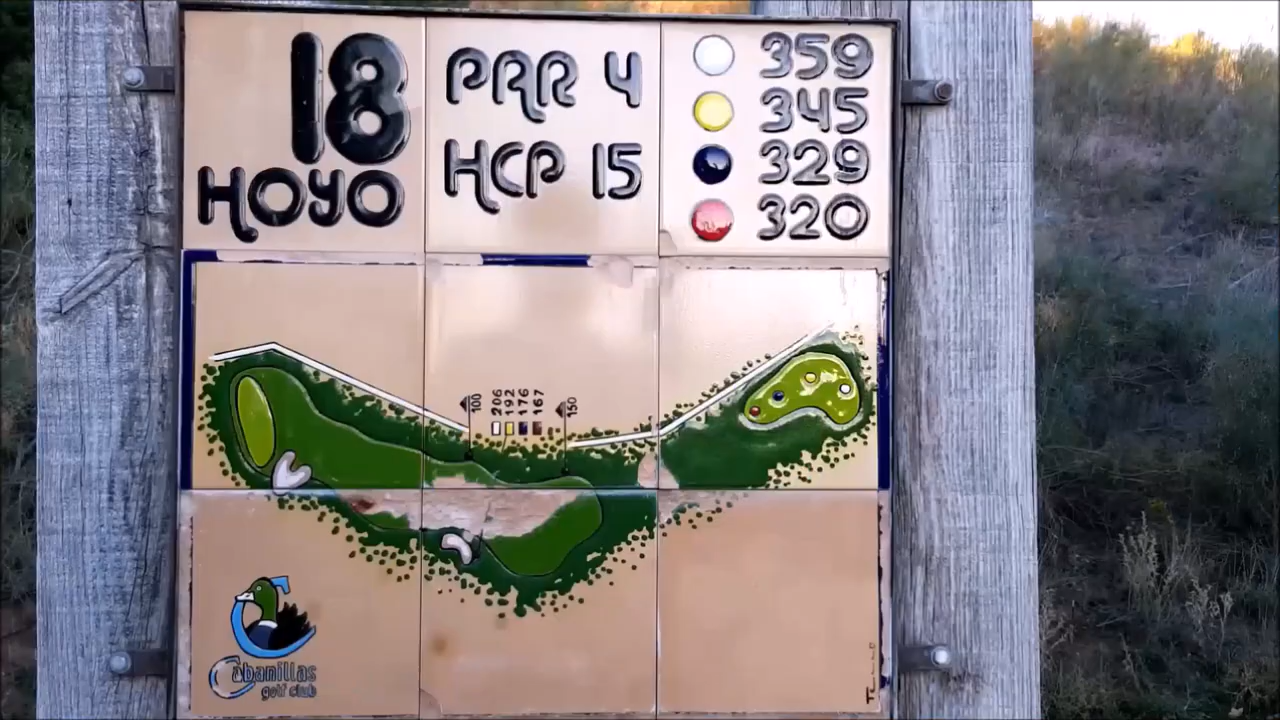 18
HOYO
PAR 4
HCP 15
359
345
329
320
100
206
192
176
167
150
Cabanillas
golf club